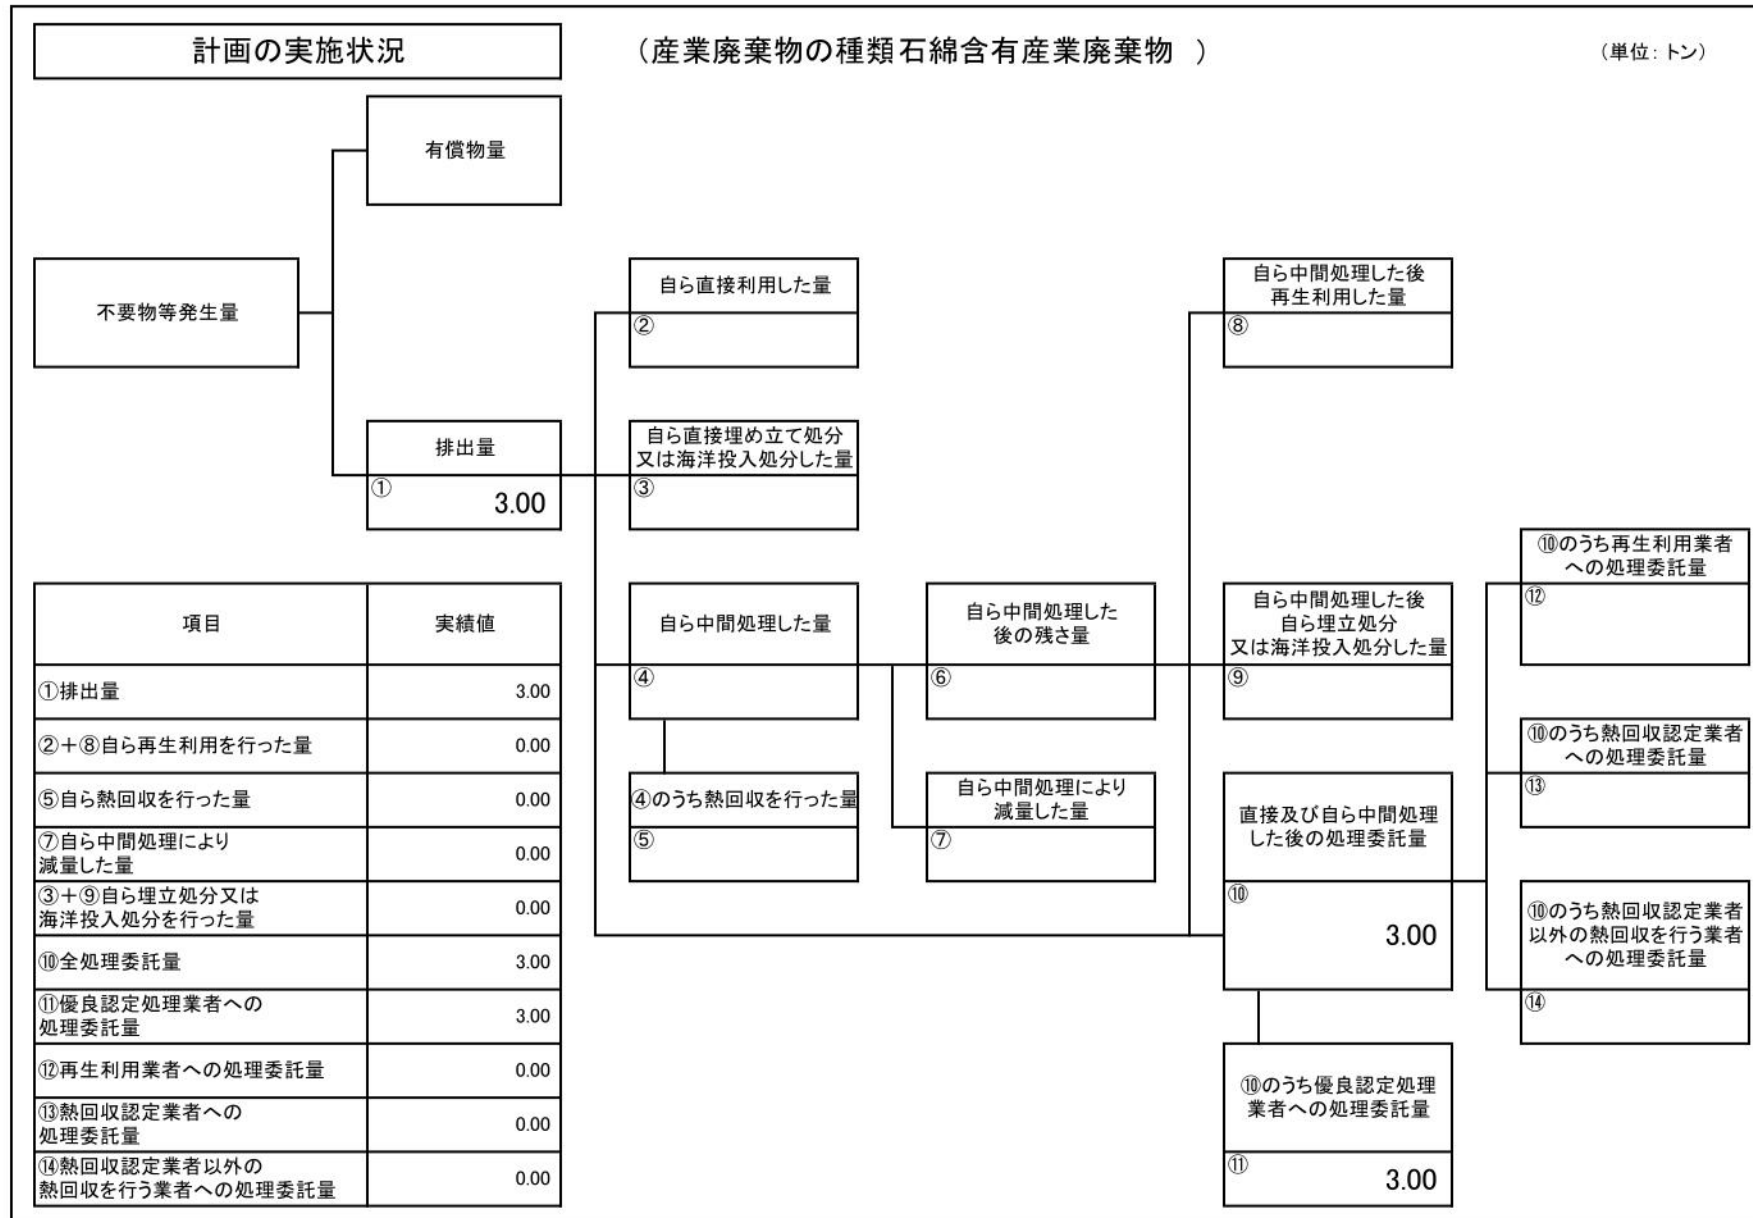 計画の実施状況
（産業廃棄物の種類石綿含有産業廃棄物　）
（単位：トン）
有償物量
不要物等発生量
自ら直接利用した量
②
自ら中間処理した後
再生利用した量
⑧
排出量
①
3.00
自ら直接埋め立て処分
又は海洋投入処分した量
③
⑩のうち再生利用業者
への処理委託量
⑫
自ら中間処理した量
④
自ら中間処理した
後の残さ量
⑥
自ら中間処理した後
自ら埋立処分
又は海洋投入処分した量
⑨
⑩のうち熱回収認定業者
への処理委託量
⑬
④のうち熱回収を行った量
⑤
自ら中間処理により
減量した量
⑦
直接及び自ら中間処理
した後の処理委託量
⑩
3.00
⑩のうち熱回収認定業者
以外の熱回収を行う業者
への処理委託量
⑭
⑩のうち優良認定処理
業者への処理委託量
⑪
3.00
項目 実績値
①排出量 3.00
②＋⑧自ら再生利用を行った量 0.00
⑤自ら熱回収を行った量 0.00
⑦自ら中間処理により
減量した量 0.00
③＋⑨自ら埋立処分又は
海洋投入処分を行った量 0.00
⑩全処理委託量 3.00
⑪優良認定処理業者への
処理委託量 3.00
⑫再生利用業者への処理委託量 0.00
⑬熱回収認定業者への
処理委託量 0.00
⑭熱回収認定業者以外の
熱回収を行う業者への処理委託量 0.00